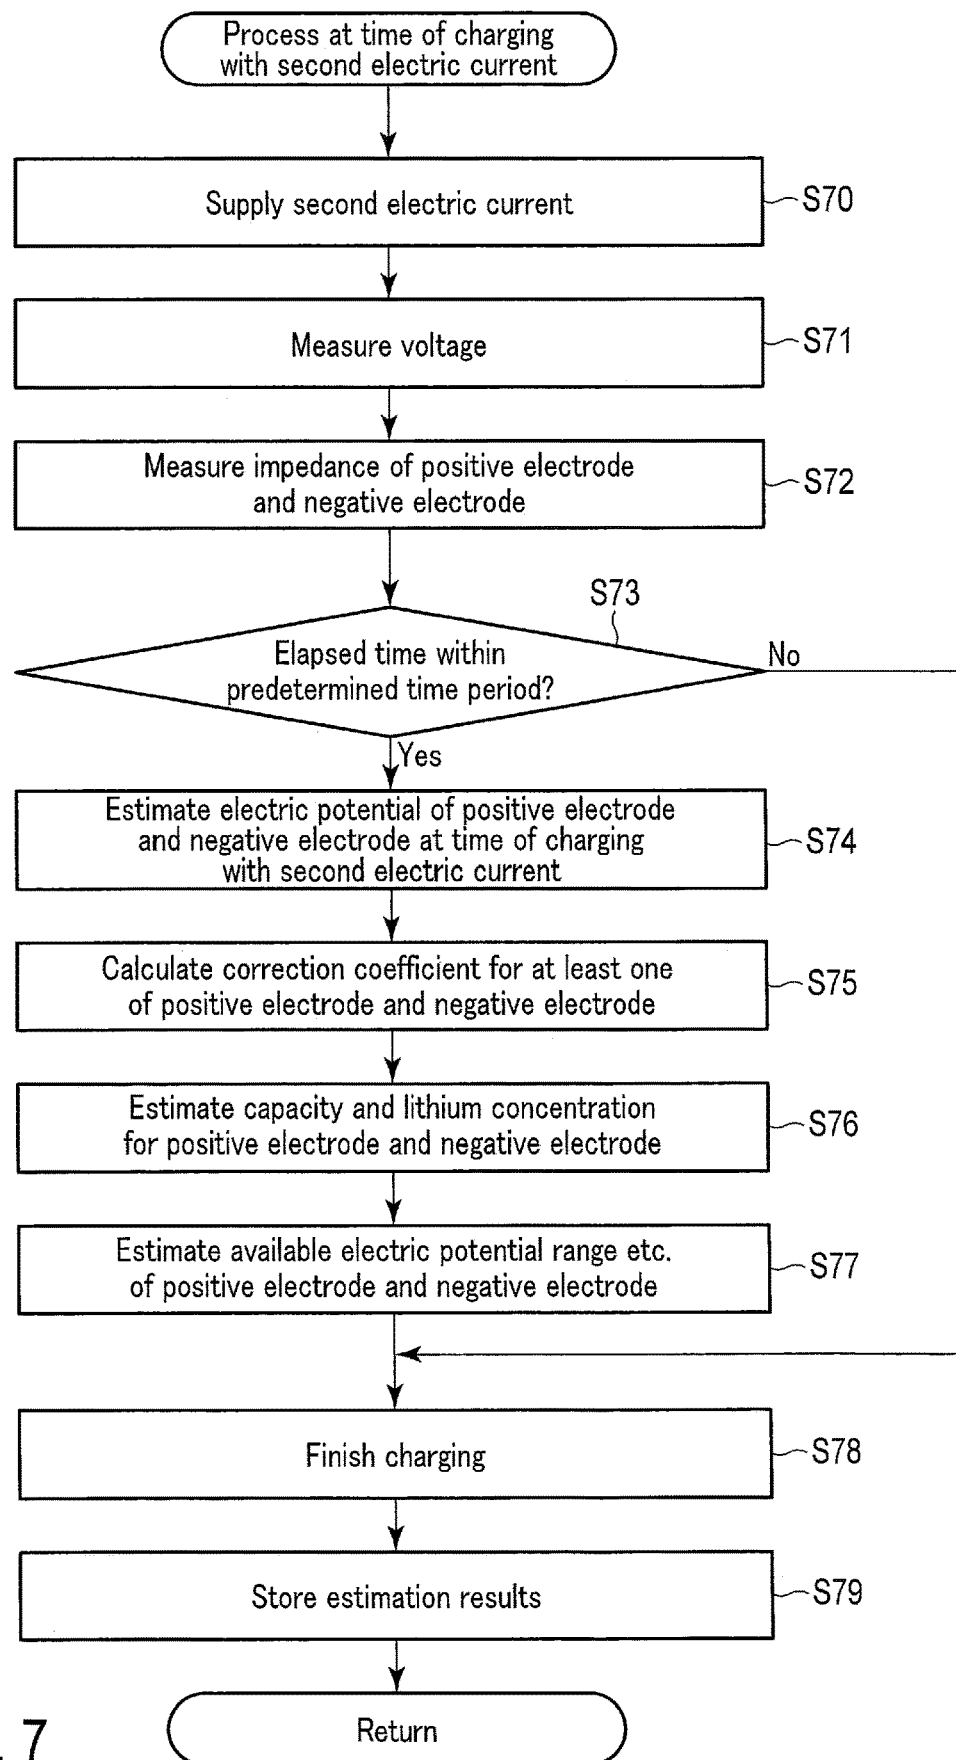 Process at time of charging
with second electric current
Supply second electric current
S70
Measure voltage
S71
Measure impedance of positive electrode
and negative electrode
S72
S73
Elapsed time within
predetermined time period?
No
Yes
Estimate electric potential of positive electrode
and negative electrode at time of charging
with second electric current
S74
Calculate correction coefficient for at least one
of positive electrode and negative electrode
S75
Estimate capacity and lithium concentration
for positive electrode and negative electrode
S76
Estimate available electric potential range etc.
of positive electrode and negative electrode
S77
Finish charging
S78
Store estimation results
S79
Return
. 7